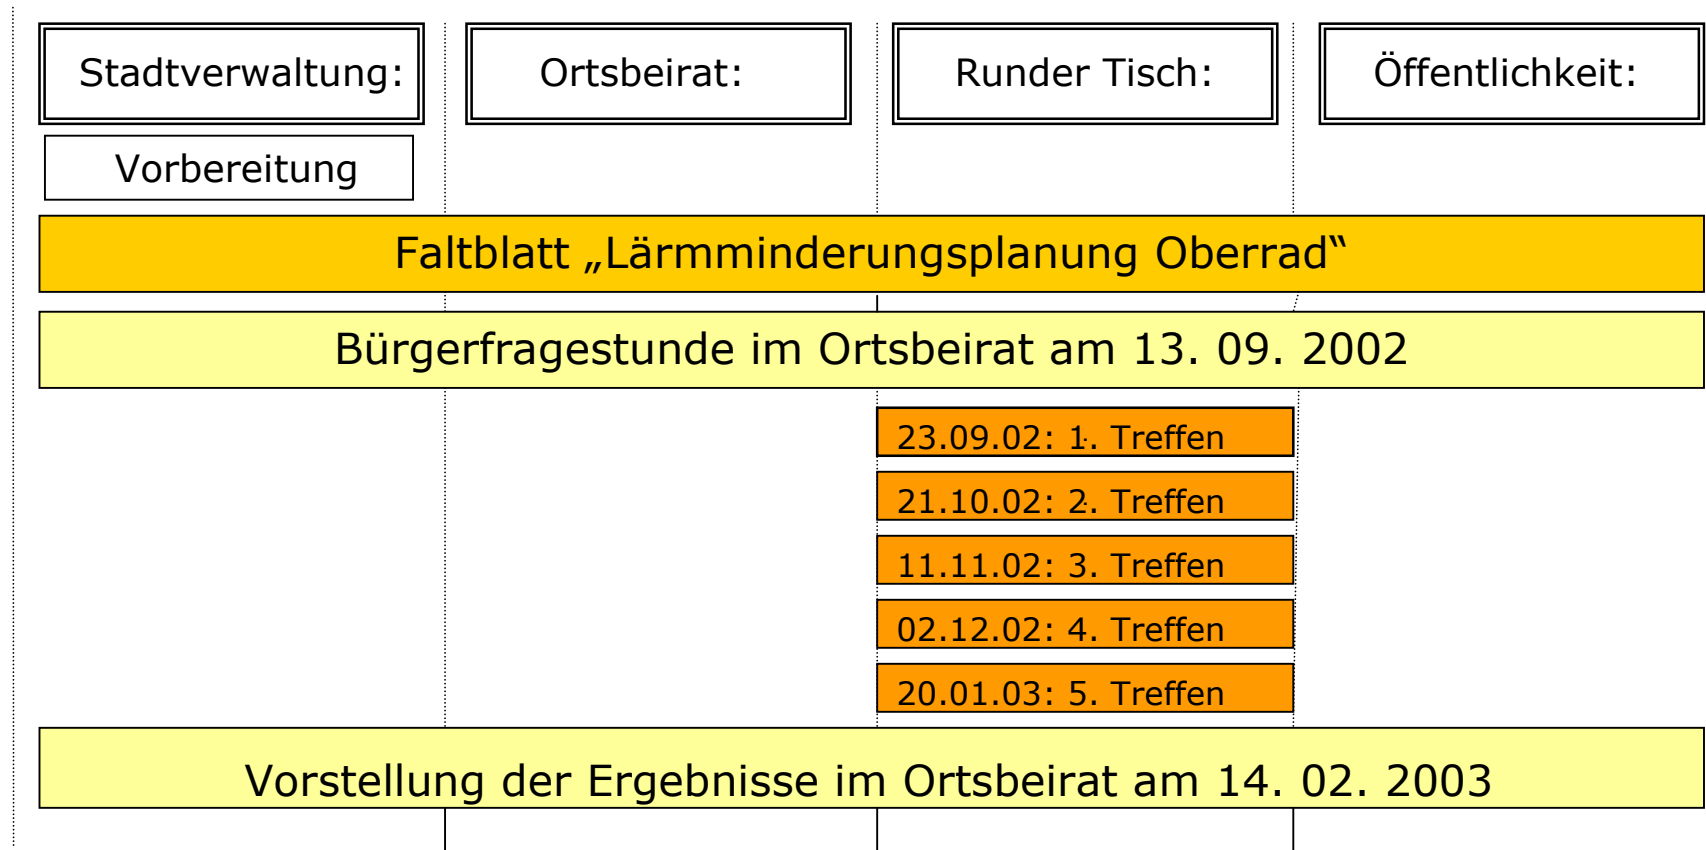 Stadtverwaltung:
Ortsbeirat:
Runder Tisch:
Öffentlichkeit:
Vorbereitung
Faltblatt „Lärmminderungsplanung Oberrad“
Bürgerfragestunde im Ortsbeirat am 13. 09. 2002
23.09.02: 1. Treffen
21.10.02: 2. Treffen
11.11.02: 3. Treffen
02.12.02: 4. Treffen
20.01.03: 5. Treffen
Vorstellung der Ergebnisse im Ortsbeirat am 14. 02. 2003